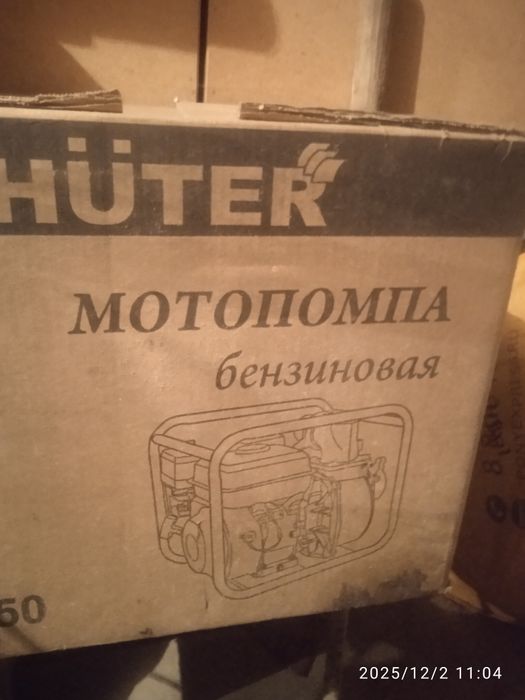 HÜTER
МОТОПОМПА
бензиновая
50
2025/12/2 11:04